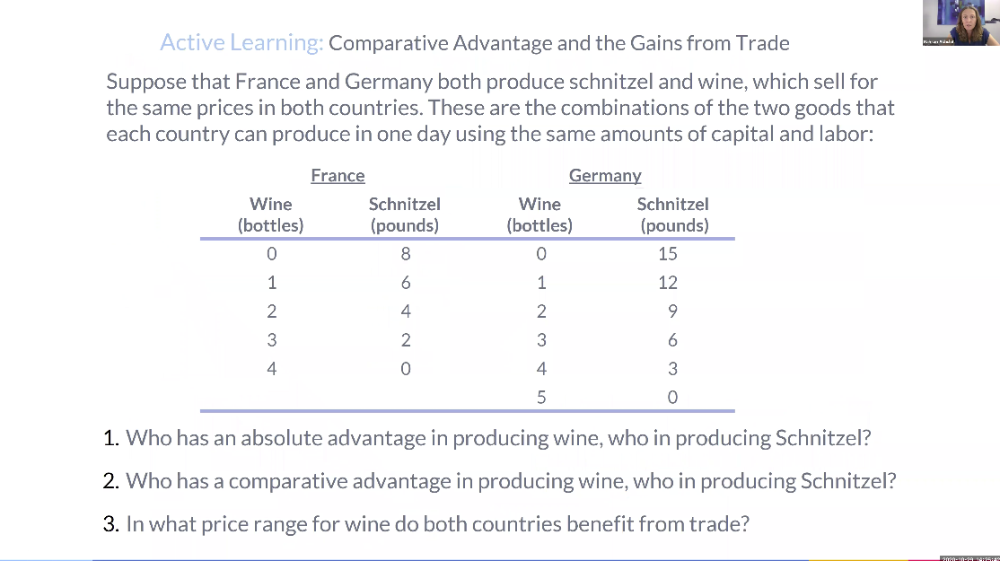 Active Learning: Comparative Advantage and the Gains from Trade
Suppose that France and Germany both produce schnitzel and wine, which sell for
the same prices in both countries. These are the combinations of the two goods that
each country can produce in one day using the same amounts of capital and labor:
France Germany
Wine Schnitzel Wine Schnitzel
(bottles) (pounds) (bottles) (pounds)
0 8 0 15
1 6 1 12
2 4 2 9
3 2 3 6
4 0 4 3
5 0
1. Who has an absolute advantage in producing wine, who in producing Schnitzel?
2. Who has a comparative advantage in producing wine, who in producing Schnitzel?
3. In what price range for wine do both countries benefit from trade?